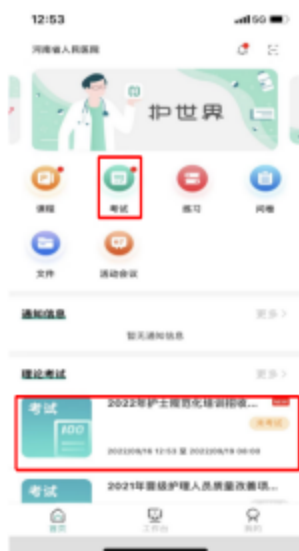 12:53
5G
河南省人民医院
护世界
课程
考试
练习
问卷
文件
活动会议
通知信息
更多
暂无通知信息
理论考试
更多
考试
2022年护士规范化培训招收...
未考试
100
考试
2021年晋级护理人员质量改善项...
首页
工作台
我的